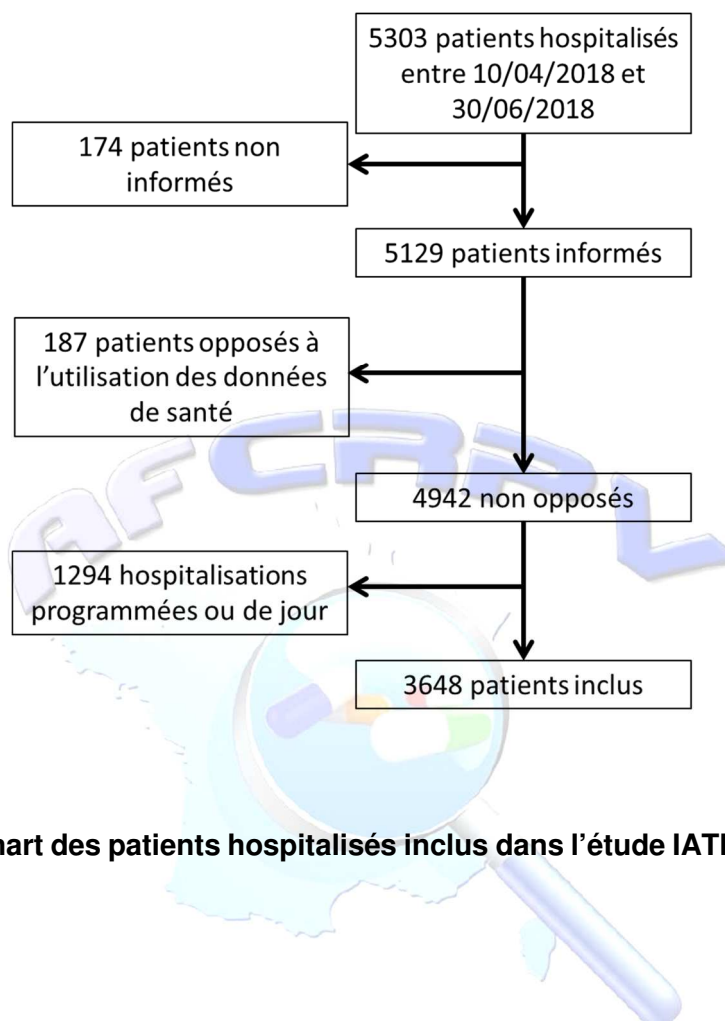 5303 patients hospitalisés
entre 10/04/2018 et
30/06/2018
174 patients non
informés
5129 patients informés
187 patients opposés à
l'utilisation des données
de santé
AFCRPV
4942 non opposés
1294 hospitalisations
programmées ou de jour
3648 patients inclus
des patients hospitalisés inclus dans l'étude